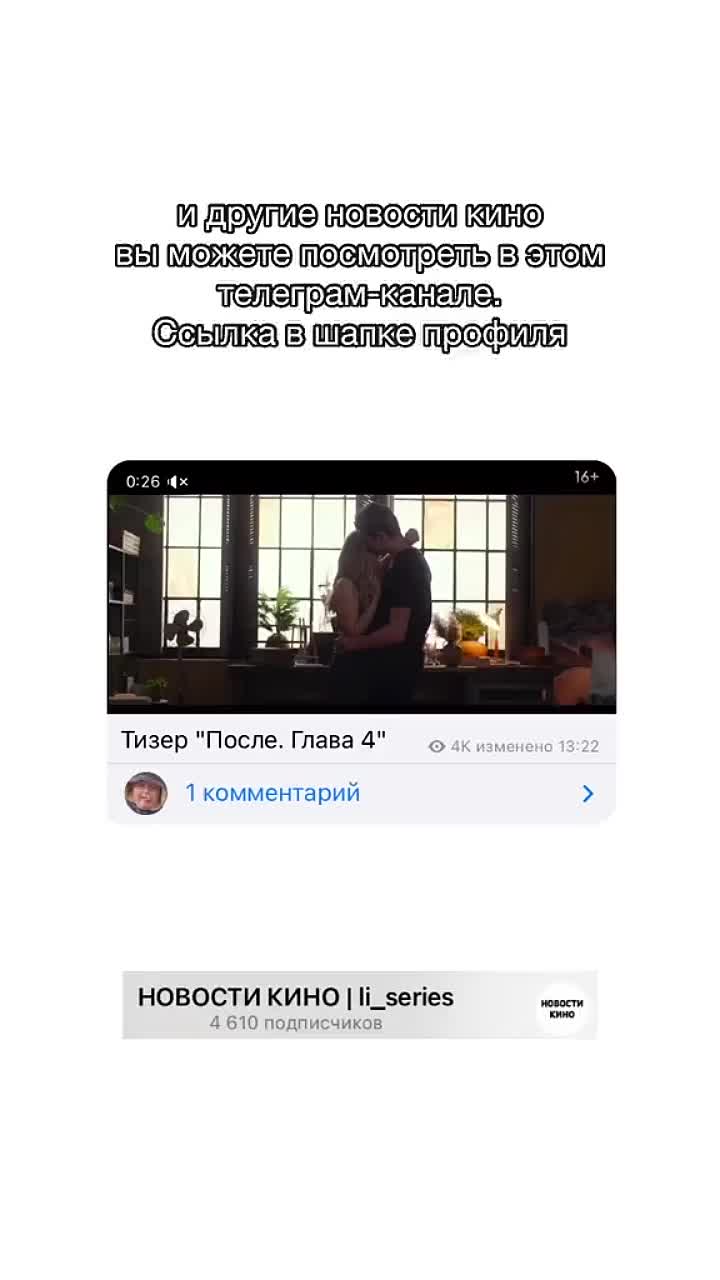 и другие новости кино
вы можете посмотреть в этом
телеграм-канале.
Ссылка в шапке профиля
0:26
16+
Тизер "После. Глава 4"
4K изменено 13:22
1 комментарий
НОВОСТИ КИНО | li_series
4 610 подписчиков
НОВОСТИ
КИНО